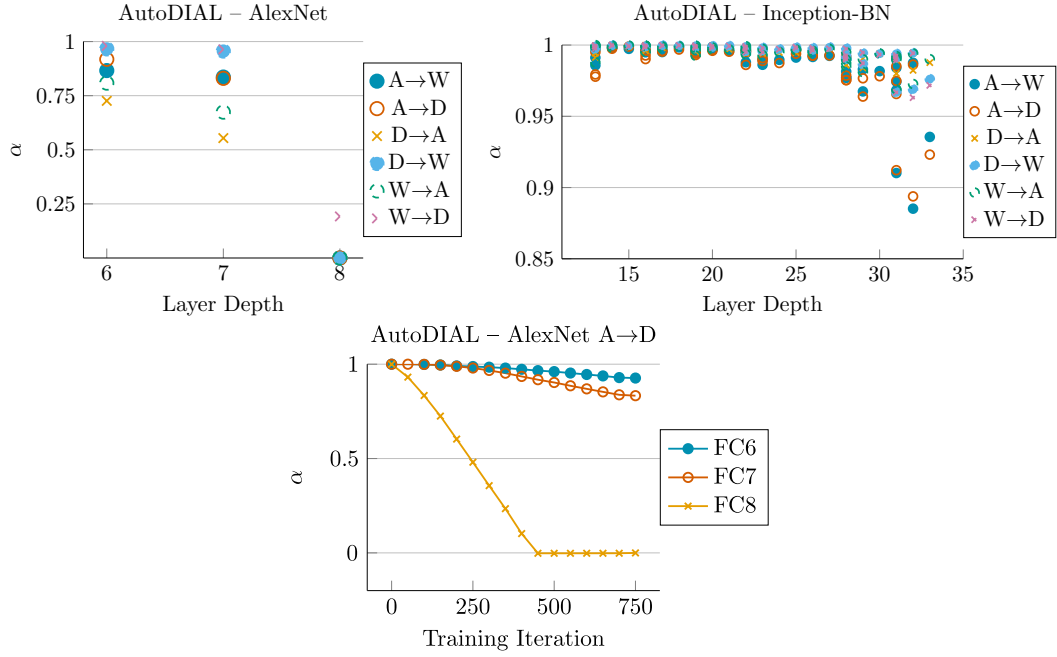 AutoDIAL – AlexNet
1
0.75
0.5
0.25
α
6
7
8
Layer Depth
A→W
A→D
D→A
D→W
W→A
W→D
AutoDIAL – Inception-BN
1
0.95
0.9
0.85
α
15
20
25
30
35
Layer Depth
A→W
A→D
D→A
D→W
W→A
W→D
AutoDIAL – AlexNet A→D
1
0.5
0
α
0
250
500
750
Training Iteration
FC6
FC7
FC8